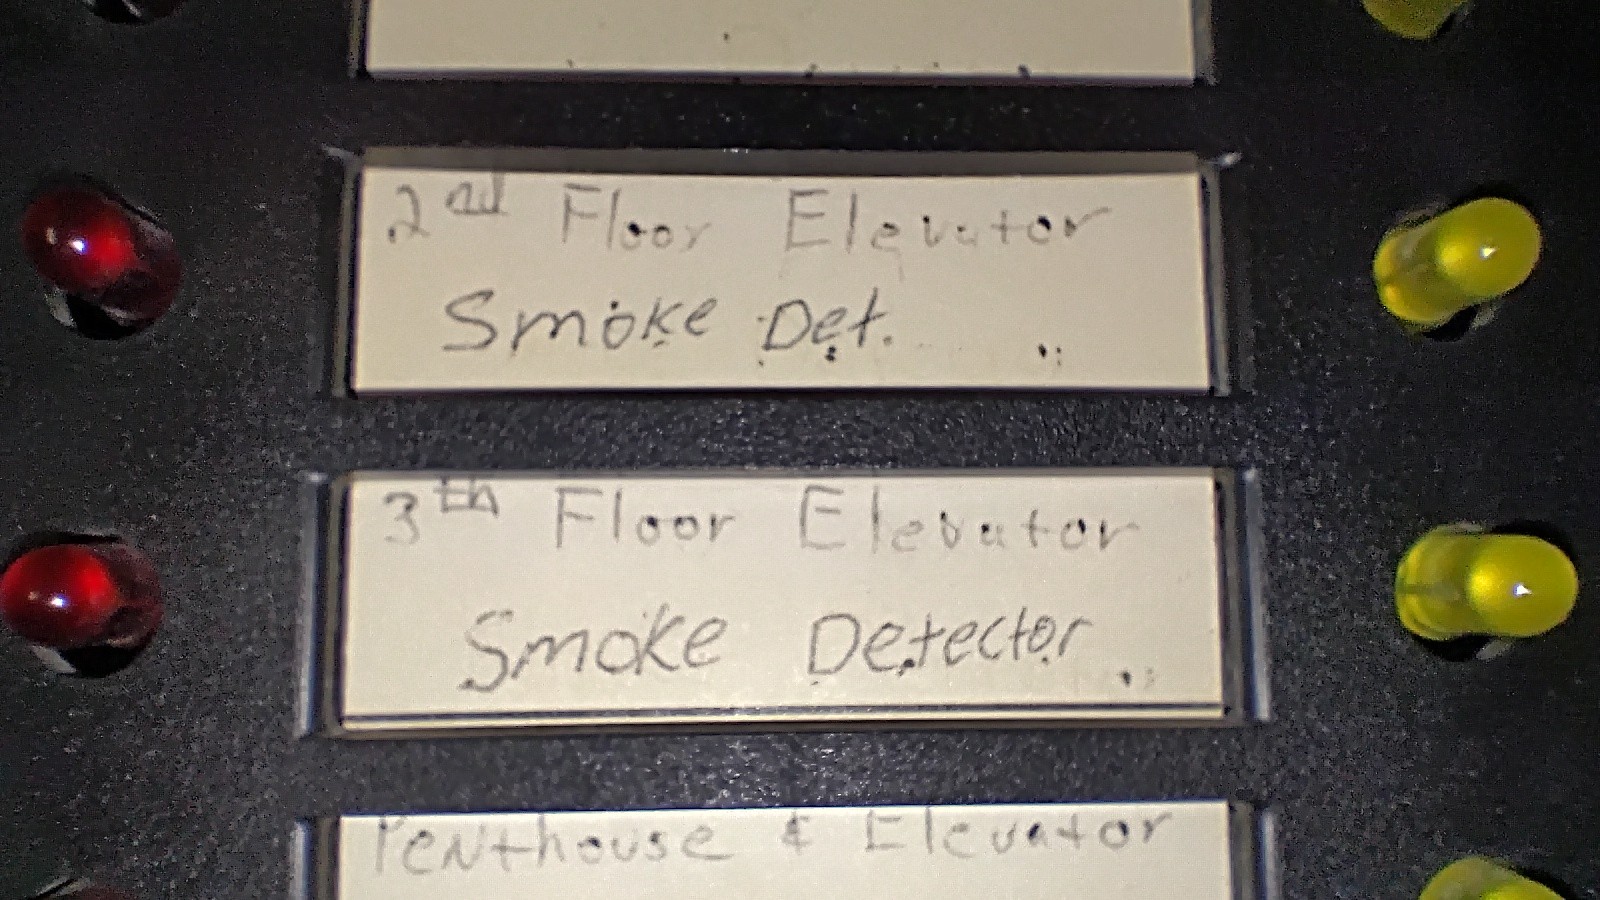 2nd Floor Elevator
Smoke Det.
3th Floor Elevator
Smoke Detector
Penthouse & Elevator